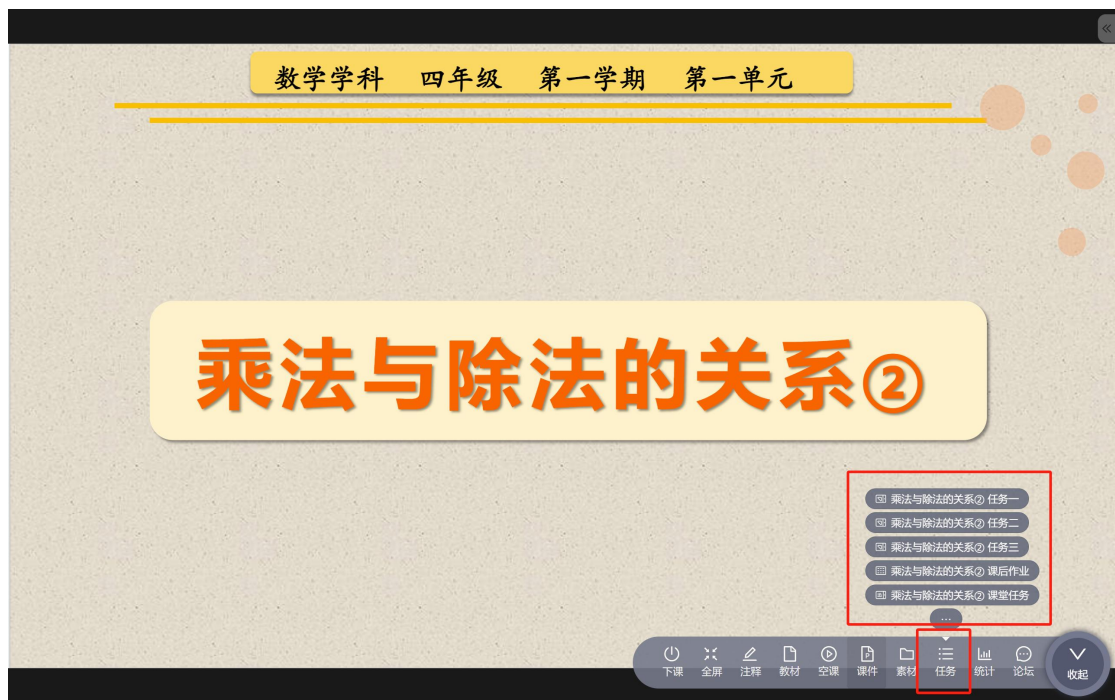 数学学科 四年级 第一学期 第一单元
乘法与除法的关系②
乘法与除法的关系② 任务一
乘法与除法的关系② 任务二
乘法与除法的关系② 任务三
乘法与除法的关系② 课后作业
乘法与除法的关系② 课堂任务
...
下课 全屏 注释 教材 空课 课件 素材 任务 统计 论坛 收起